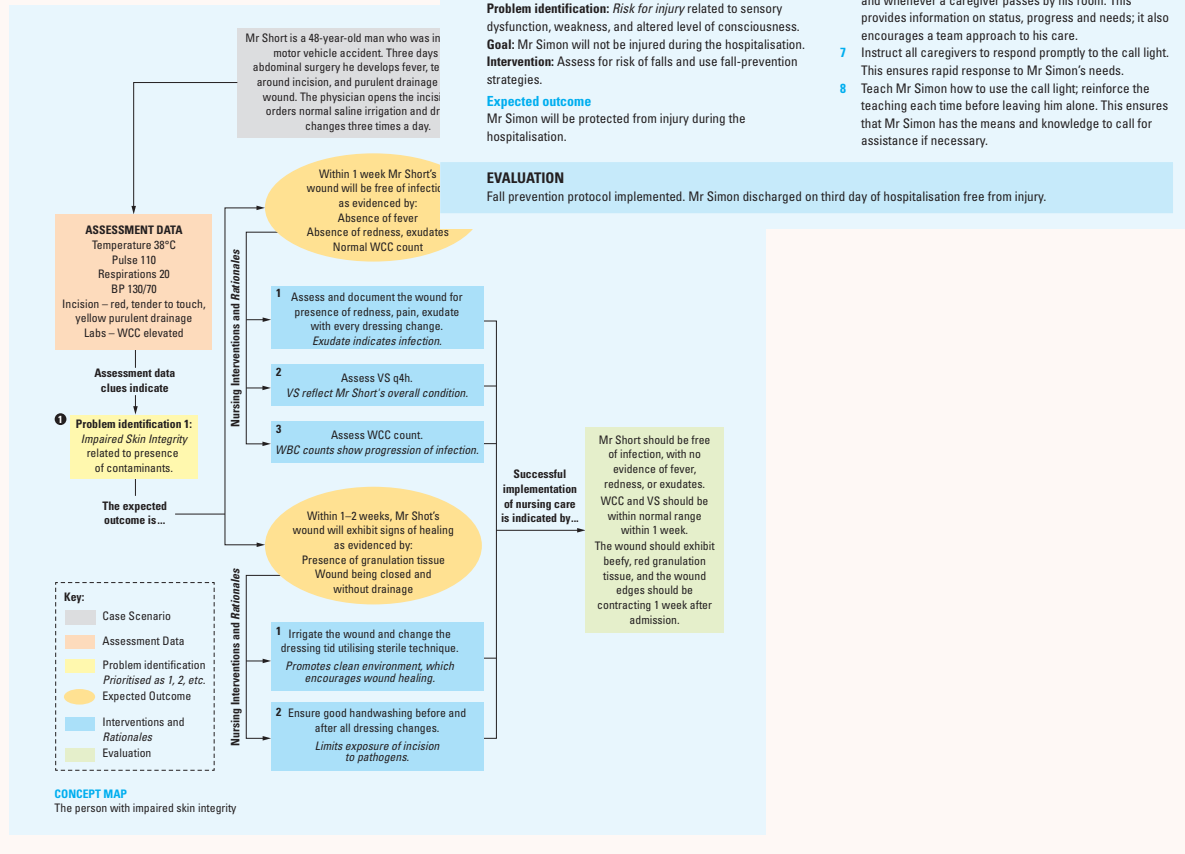 Problem identification: Risk for injury related to sensory
dysfunction, weakness, and altered level of consciousness.
Goal: Mr Simon will not be injured during the hospitalisation.
Intervention: Assess for risk of falls and use fall-prevention
strategies.
Expected outcome
Mr Simon will be protected from injury during the
hospitalisation.
and whenever a caregiver passes by his room. This
provides information on status, progress and needs; it also
encourages a team approach to his care.
7 Instruct all caregivers to respond promptly to the call light.
This ensures rapid response to Mr Simon's needs.
8 Teach Mr Simon how to use the call light; reinforce the
teaching each time before leaving him alone. This ensures
that Mr Simon has the means and knowledge to call for
assistance if necessary.
EVALUATION
Fall prevention protocol implemented. Mr Simon discharged on third day of hospitalisation free from injury.
Mr Short is a 48-year-old man who was in
motor vehicle accident. Three days
abdominal surgery he develops fever, te
around incision, and purulent drainage
wound. The physician opens the incisi
orders normal saline irrigation and dr
changes three times a day.
ASSESSMENT DATA
Temperature 38°C
Pulse 110
Respirations 20
BP 130/70
Incision – red, tender to touch,
yellow purulent drainage
Labs – WCC elevated
Assessment data
clues indicate
1 Problem identification 1:
Impaired Skin Integrity
related to presence
of contaminants.
The expected
outcome is...
Within 1 week Mr Short's
wound will be free of infectio
as evidenced by:
Absence of fever
Absence of redness, exudates
Normal WCC count
Nursing Interventions and Rationales
1 Assess and document the wound for
presence of redness, pain, exudate
with every dressing change.
Exudate indicates infection.
2 Assess VS q4h.
VS reflect Mr Short's overall condition.
3 Assess WCC count.
WBC counts show progression of infection.
Within 1–2 weeks, Mr Shot's
wound will exhibit signs of healing
as evidenced by:
Presence of granulation tissue
Wound being closed and
without drainage
Nursing Interventions and Rationales
1 Irrigate the wound and change the
dressing tid utilising sterile technique.
Promotes clean environment, which
encourages wound healing.
2 Ensure good handwashing before and
after all dressing changes.
Limits exposure of incision
to pathogens.
Successful
implementation
of nursing care
is indicated by...
Mr Short should be free
of infection, with no
evidence of fever,
redness, or exudates.
WCC and VS should be
within normal range
within 1 week.
The wound should exhibit
beefy, red granulation
tissue, and the wound
edges should be
contracting 1 week after
admission.
Key:
Case Scenario
Assessment Data
Problem identification
Prioritised as 1, 2, etc.
Expected Outcome
Interventions and
Rationales
Evaluation
CONCEPT MAP
The person with impaired skin integrity